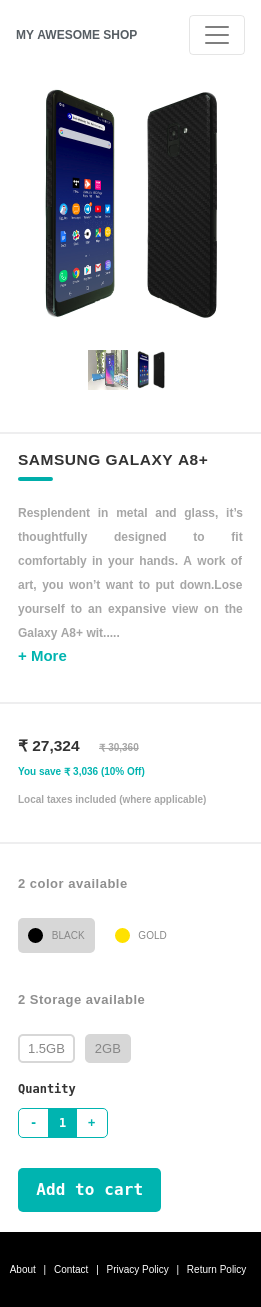 MY AWESOME SHOP
SAMSUNG GALAXY A8+
Resplendent in metal and glass, it's
thoughtfully designed to fit
comfortably in your hands. A work of
art, you won't want to put down.Lose
yourself to an expansive view on the
Galaxy A8+ wit.....
+ More
₹ 27,324 ₹ 30,360
You save ₹ 3,036 (10% Off)
Local taxes included (where applicable)
2 color available
BLACK GOLD
2 Storage available
1.5GB 2GB
Quantity
- 1 +
Add to cart
About | Contact | Privacy Policy | Return Policy